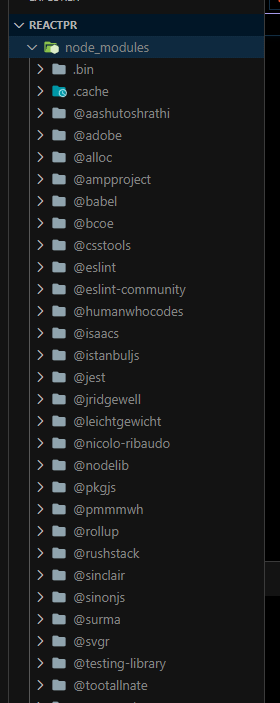 REACTPR
node_modules
.bin
.cache
@aashutoshrathi
@adobe
@alloc
@ampproject
@babel
@bcoe
@csstools
@eslint
@eslint-community
@humanwhocodes
@isaacs
@istanbuljs
@jest
@jridgewell
@leichtgewicht
@nicolo-ribaudo
@nodelib
@pkgjs
@pmmmwh
@rollup
@rushstack
@sinclair
@sinonjs
@surma
@svgr
@testing-library
@tootallnate